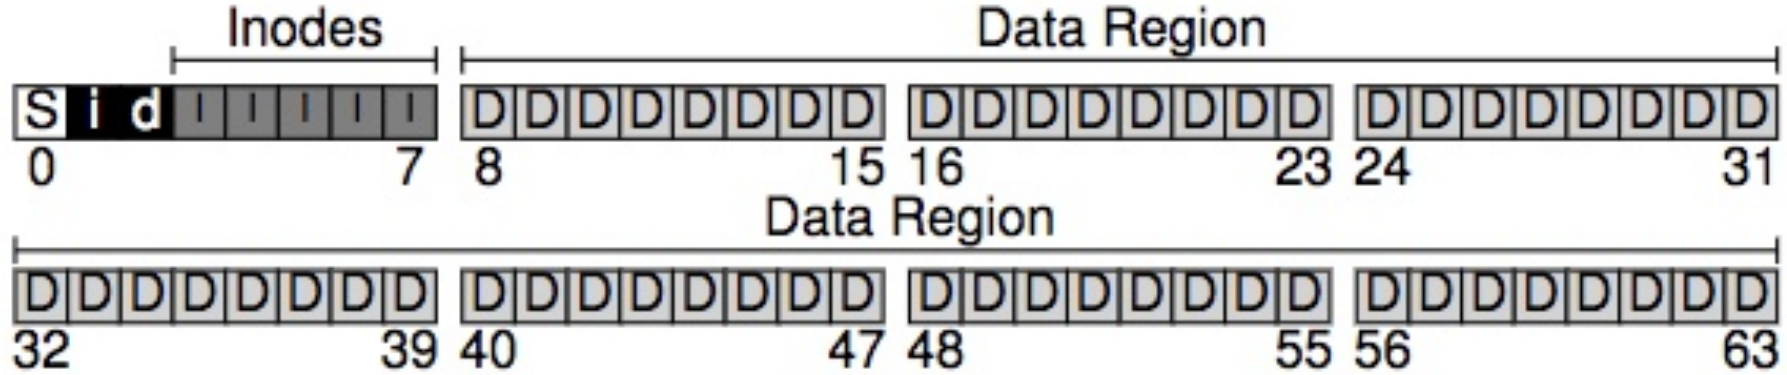 Inodes Data Region
S i d I I I I I D D D D D D D D D D D D D D D D D D D D D D D D
0 7 8 15 16 23 24 31
Data Region
D D D D D D D D D D D D D D D D D D D D D D D D D D D D D D D D
32 39 40 47 48 55 56 63